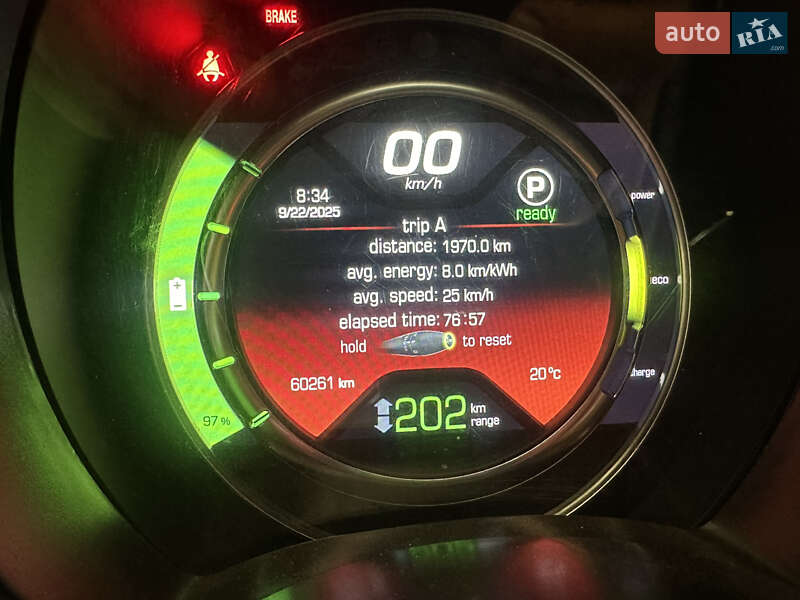 BRAKE
auto RIA .com
00
km/h
8:34
9/22/2025
P
ready
power
trip A
distance: 1970.0 km
avg. energy: 8.0 km/kWh
avg. speed: 25 km/h
eco
elapsed time: 76:57
hold to reset
charge
60261 km
20°C
202 km range
97 %